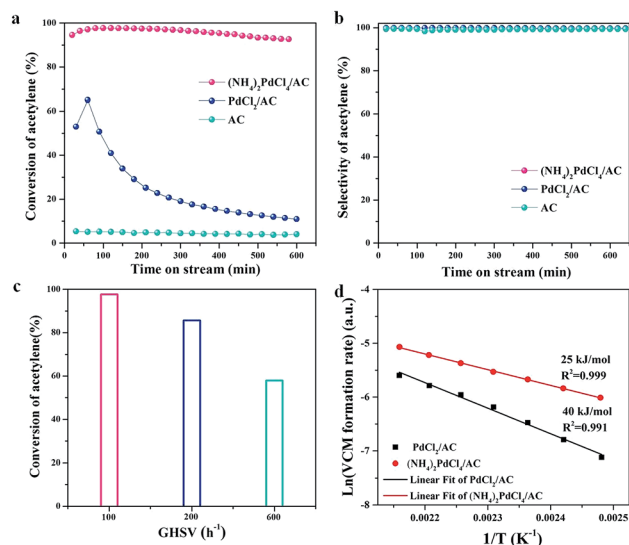 a
Conversion of acetylene (%)
100
80
60
40
20
0
(NH₄)₂PdCl₄/AC
PdCl₂/AC
AC
0 100 200 300 400 500 600
Time on stream (min)
b
Selectivity of acetylene (%)
100
80
60
40
20
0
(NH₄)₂PdCl₄/AC
PdCl₂/AC
AC
0 100 200 300 400 500 600
Time on stream (min)
c
Conversion of acetylene(%)
100
80
60
40
20
0
100 200 600
GHSV (h⁻¹)
d
Ln(VCM formation rate) (a.u.)
-4
-5
-6
-7
-8
25 kJ/mol
R²=0.999
40 kJ/mol
R²=0.991
PdCl₂/AC
(NH₄)₂PdCl₄/AC
Linear Fit of PdCl₂/AC
Linear Fit of (NH₄)₂PdCl₄/AC
0.0022 0.0023 0.0024 0.0025
1/T (K⁻¹)